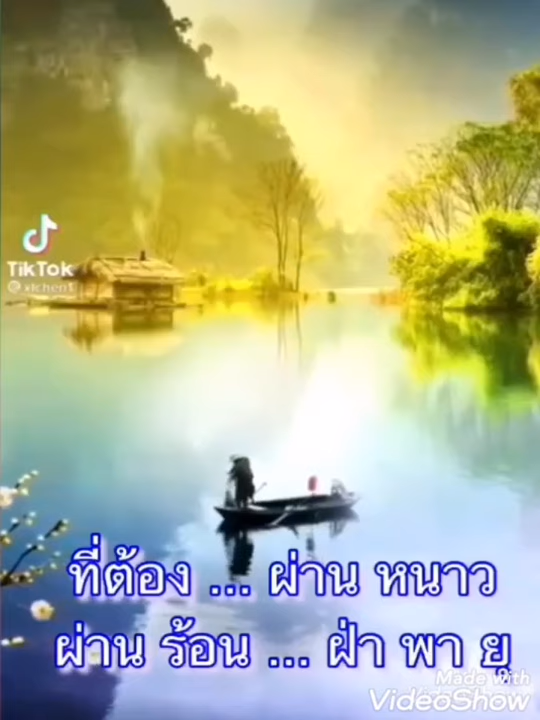 TikTok
ที่ต้อง ... ผ่าน หนาว
ผ่าน ร้อน ... ฝ่า พา ยุ
Made with
VideoShow